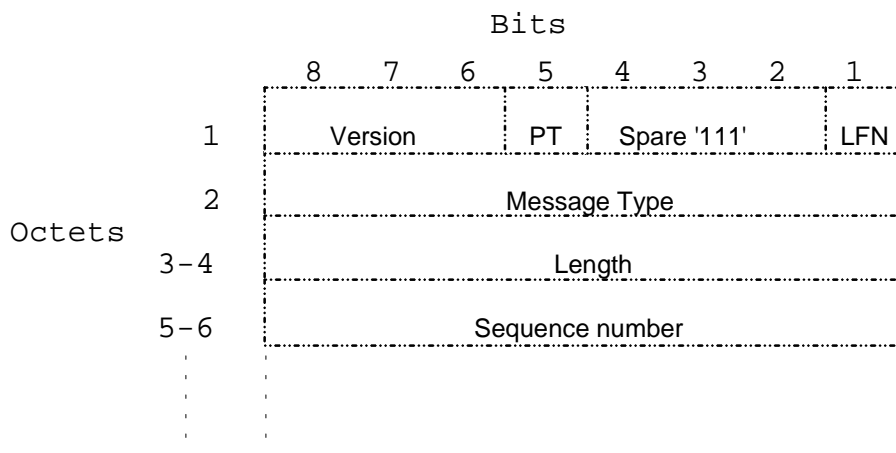 Bits
8 7 6 5 4 3 2 1
1 Version PT Spare '111' LFN
2 Message Type
Octets
3-4 Length
5-6 Sequence number